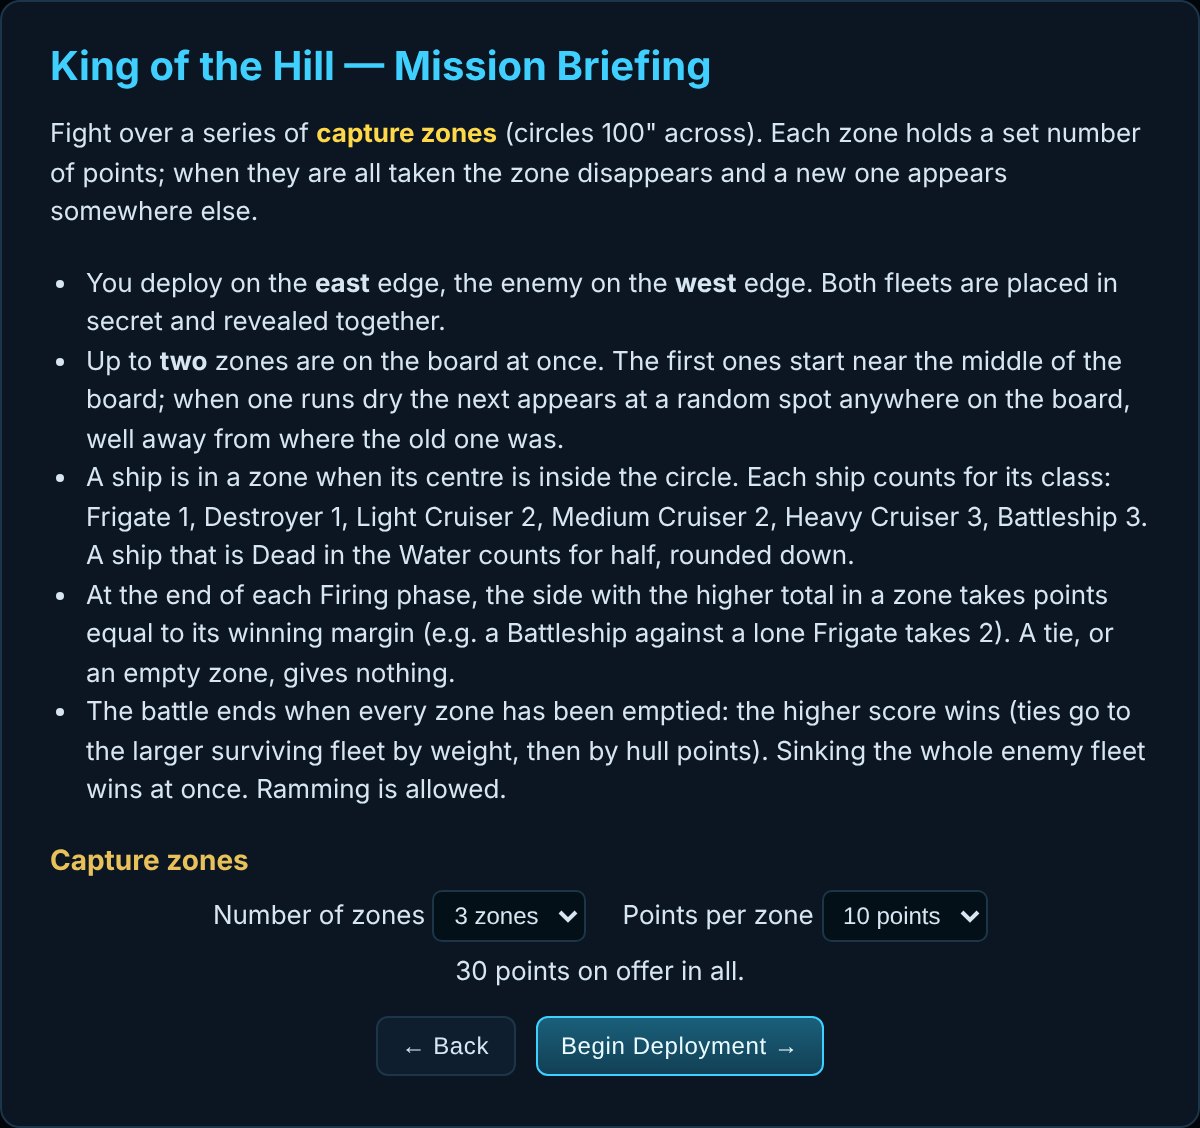 King of the Hill — Mission Briefing
Fight over a series of capture zones (circles 100" across). Each zone holds a set number
of points; when they are all taken the zone disappears and a new one appears
somewhere else.
• You deploy on the east edge, the enemy on the west edge. Both fleets are placed in
secret and revealed together.
• Up to two zones are on the board at once. The first ones start near the middle of the
board; when one runs dry the next appears at a random spot anywhere on the board,
well away from where the old one was.
• A ship is in a zone when its centre is inside the circle. Each ship counts for its class:
Frigate 1, Destroyer 1, Light Cruiser 2, Medium Cruiser 2, Heavy Cruiser 3, Battleship 3.
A ship that is Dead in the Water counts for half, rounded down.
• At the end of each Firing phase, the side with the higher total in a zone takes points
equal to its winning margin (e.g. a Battleship against a lone Frigate takes 2). A tie, or
an empty zone, gives nothing.
• The battle ends when every zone has been emptied: the higher score wins (ties go to
the larger surviving fleet by weight, then by hull points). Sinking the whole enemy fleet
wins at once. Ramming is allowed.
Capture zones
Number of zones 3 zones Points per zone 10 points
30 points on offer in all.
← Back Begin Deployment →